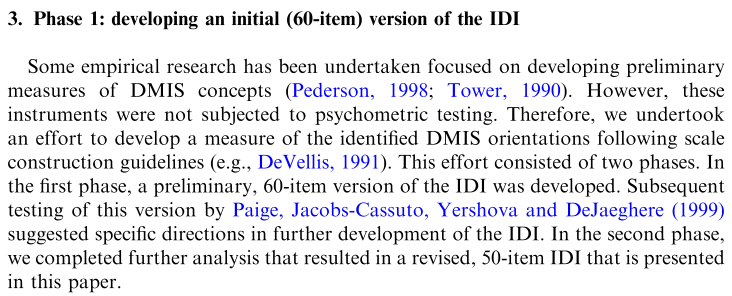 3. Phase 1: developing an initial (60-item) version of the IDI
Some empirical research has been undertaken focused on developing preliminary
measures of DMIS concepts (Pederson, 1998; Tower, 1990). However, these
instruments were not subjected to psychometric testing. Therefore, we undertook
an effort to develop a measure of the identified DMIS orientations following scale
construction guidelines (e.g., DeVellis, 1991). This effort consisted of two phases. In
the first phase, a preliminary, 60-item version of the IDI was developed. Subsequent
testing of this version by Paige, Jacobs-Cassuto, Yershova and DeJaeghere (1999)
suggested specific directions in further development of the IDI. In the second phase,
we completed further analysis that resulted in a revised, 50-item IDI that is presented
in this paper.